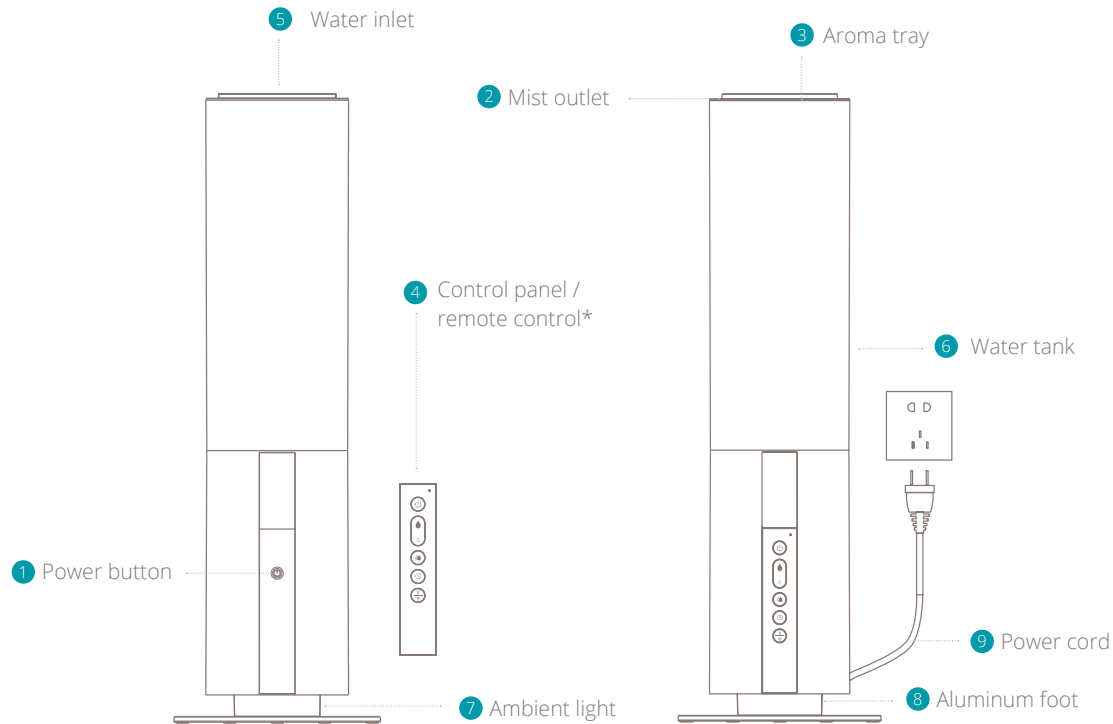 5 Water inlet
3 Aroma tray
2 Mist outlet
4 Control panel /
remote control*
6 Water tank
1 Power button
9 Power cord
7 Ambient light
8 Aluminum foot